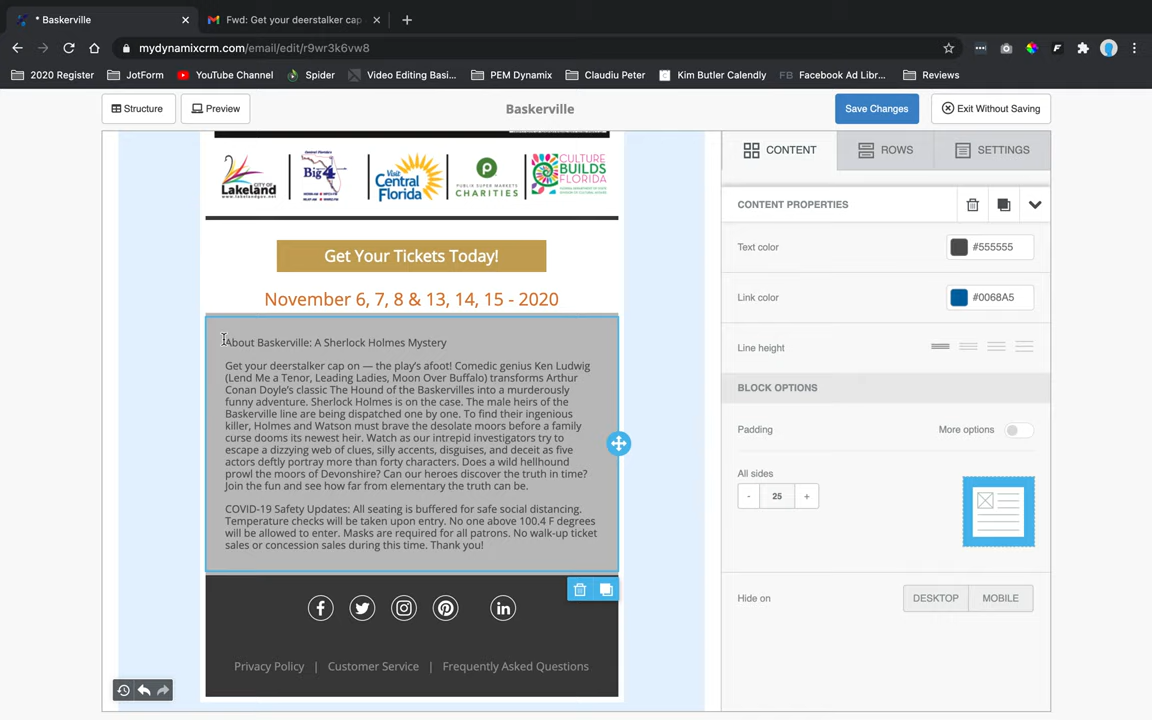 * Baskerville
Fwd: Get your deerstalker cap
mydynamixcrm.com/email/edit/r9wr3k6vw8
2020 Register
JotForm
YouTube Channel
Spider
Video Editing Basi...
PEM Dynamix
Claudiu Peter
Kim Butler Calendly
FB Facebook Ad Libr...
Reviews
Structure
Preview
Baskerville
Save Changes
Exit Without Saving
CONTENT
ROWS
SETTINGS
CITY OF
Lakeland
www.lakelandgov.net
Central Florida's
Big 4
Visit
Central
Florida
PUBLIX SUPER MARKETS
CHARITIES
CULTURE
BUILDS
FLORIDA
CONTENT PROPERTIES
Text color
#555555
Link color
#0068A5
Line height
BLOCK OPTIONS
Padding
More options
All sides
- 25 +
Hide on
DESKTOP
MOBILE
Get Your Tickets Today!
November 6, 7, 8 & 13, 14, 15 - 2020
About Baskerville: A Sherlock Holmes Mystery
Get your deerstalker cap on — the play's afoot! Comedic genius Ken Ludwig
(Lend Me a Tenor, Leading Ladies, Moon Over Buffalo) transforms Arthur
Conan Doyle's classic The Hound of the Baskervilles into a murderously
funny adventure. Sherlock Holmes is on the case. The male heirs of the
Baskerville line are being dispatched one by one. To find their ingenious
killer, Holmes and Watson must brave the desolate moors before a family
curse dooms its newest heir. Watch as our intrepid investigators try to
escape a dizzying web of clues, silly accents, disguises, and deceit as five
actors deftly portray more than forty characters. Does a wild hellhound
prowl the moors of Devonshire? Can our heroes discover the truth in time?
Join the fun and see how far from elementary the truth can be.
COVID-19 Safety Updates: All seating is buffered for safe social distancing.
Temperature checks will be taken upon entry. No one above 100.4 F degrees
will be allowed to enter. Masks are required for all patrons. No walk-up ticket
sales or concession sales during this time. Thank you!
Privacy Policy | Customer Service | Frequently Asked Questions